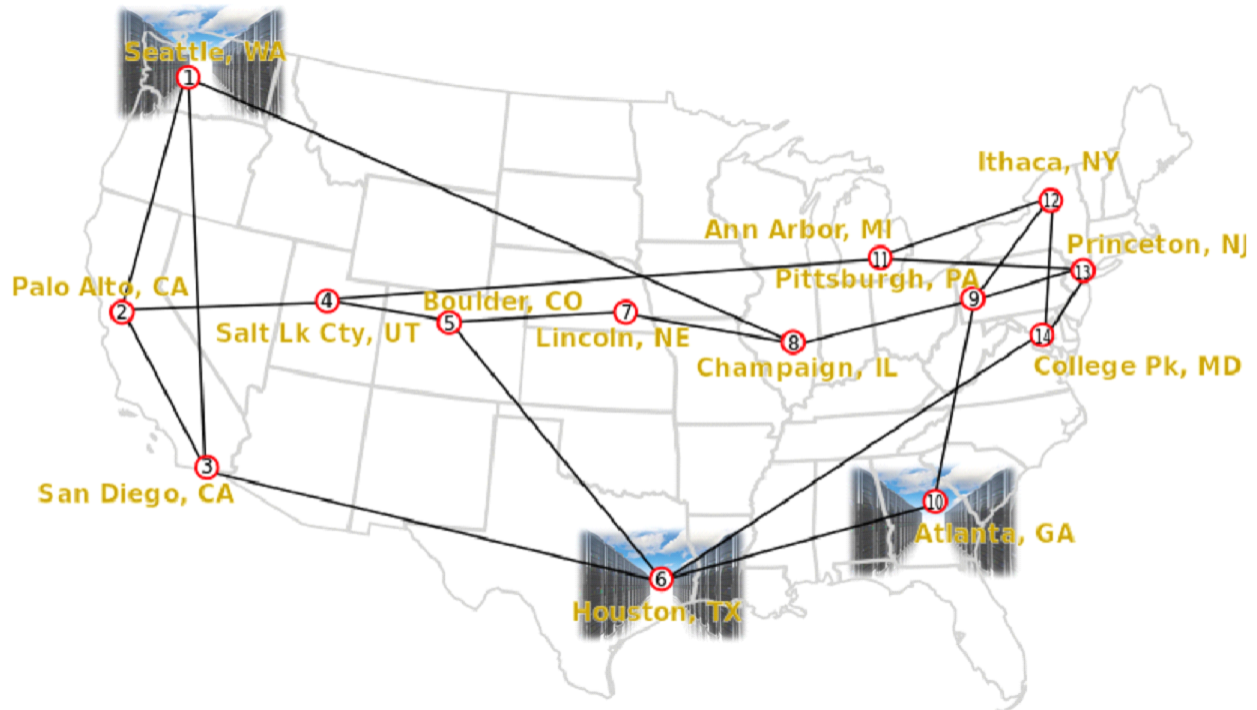 Seattle, WA
1
Ithaca, NY
12
Ann Arbor, MI
11
Princeton, NJ
13
Pittsburgh, PA
9
Palo Alto, CA
2
4
Salt Lk Cty, UT
Boulder, CO
5
7
Lincoln, NE
8
Champaign, IL
14
College Pk, MD
3
San Diego, CA
10
Atlanta, GA
6
Houston, TX